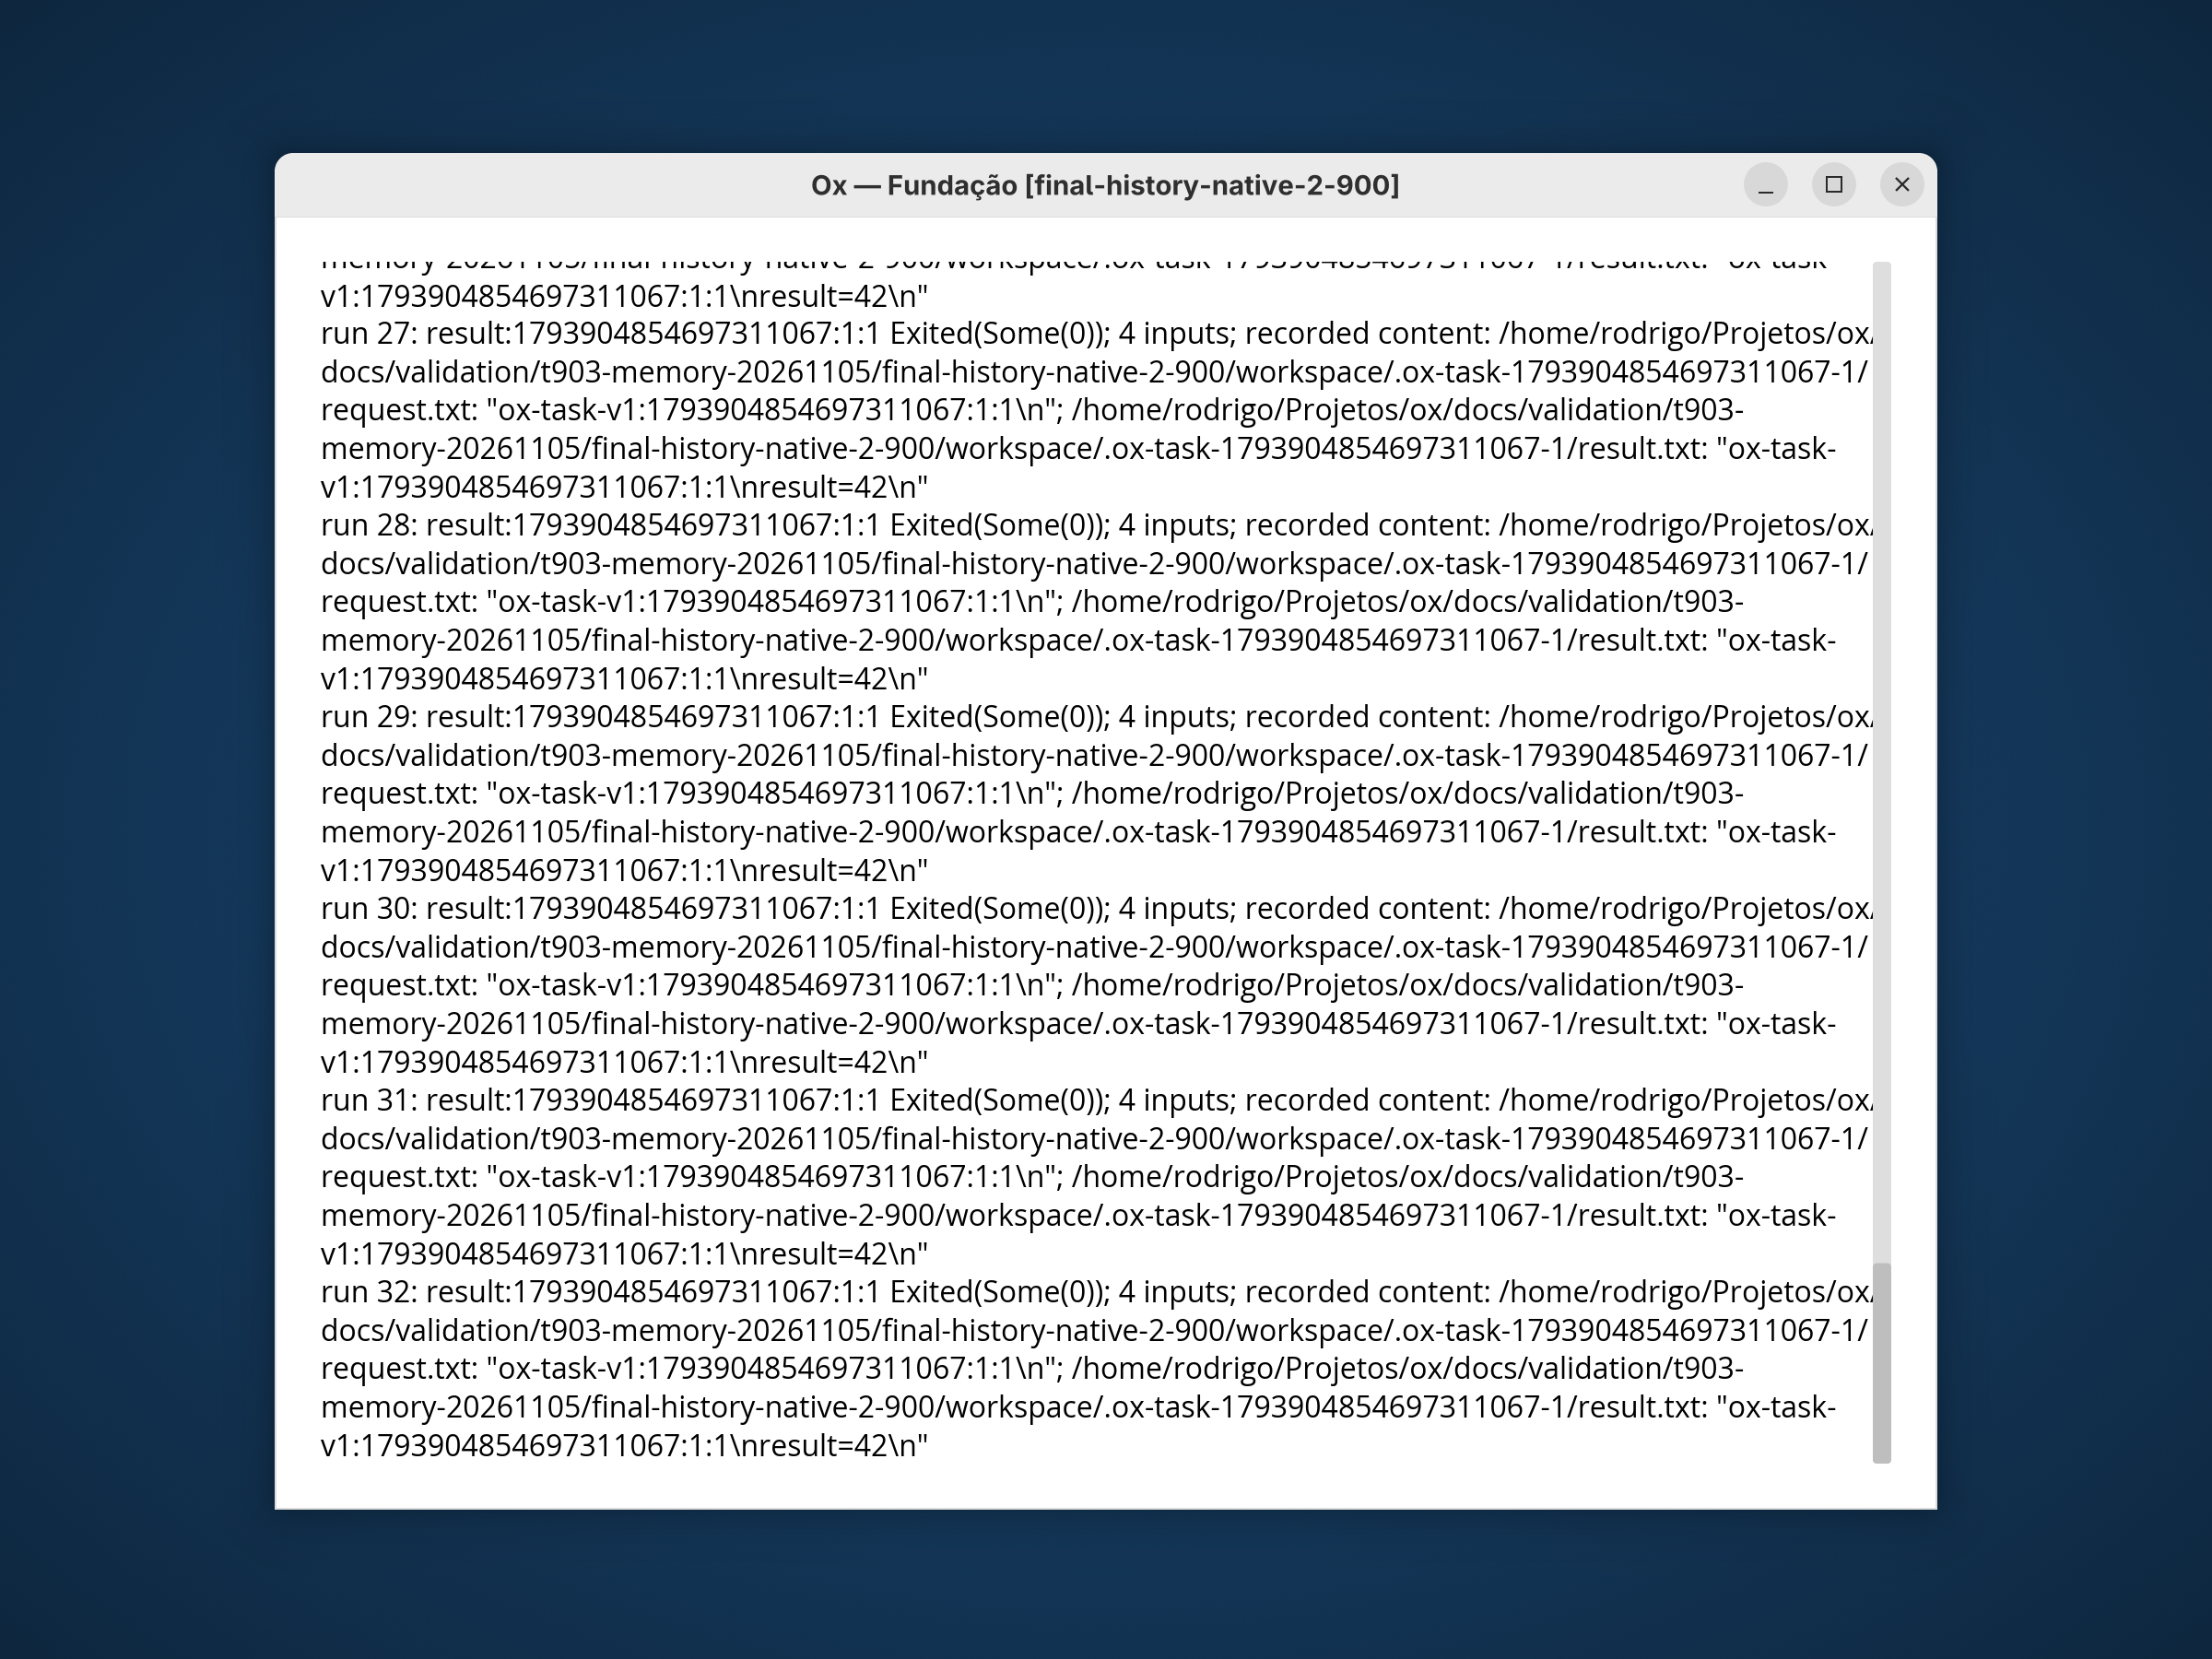 Ox — Fundação [final-history-native-2-900]
memory-20261105/final-history-native-2-900/workspace/.ox-task-1793904854697311067-1/result.txt: "ox-task-
v1:1793904854697311067:1:1\nresult=42\n"
run 27: result:1793904854697311067:1:1 Exited(Some(0)); 4 inputs; recorded content: /home/rodrigo/Projetos/ox/
docs/validation/t903-memory-20261105/final-history-native-2-900/workspace/.ox-task-1793904854697311067-1/
request.txt: "ox-task-v1:1793904854697311067:1:1\n"; /home/rodrigo/Projetos/ox/docs/validation/t903-
memory-20261105/final-history-native-2-900/workspace/.ox-task-1793904854697311067-1/result.txt: "ox-task-
v1:1793904854697311067:1:1\nresult=42\n"
run 28: result:1793904854697311067:1:1 Exited(Some(0)); 4 inputs; recorded content: /home/rodrigo/Projetos/ox/
docs/validation/t903-memory-20261105/final-history-native-2-900/workspace/.ox-task-1793904854697311067-1/
request.txt: "ox-task-v1:1793904854697311067:1:1\n"; /home/rodrigo/Projetos/ox/docs/validation/t903-
memory-20261105/final-history-native-2-900/workspace/.ox-task-1793904854697311067-1/result.txt: "ox-task-
v1:1793904854697311067:1:1\nresult=42\n"
run 29: result:1793904854697311067:1:1 Exited(Some(0)); 4 inputs; recorded content: /home/rodrigo/Projetos/ox/
docs/validation/t903-memory-20261105/final-history-native-2-900/workspace/.ox-task-1793904854697311067-1/
request.txt: "ox-task-v1:1793904854697311067:1:1\n"; /home/rodrigo/Projetos/ox/docs/validation/t903-
memory-20261105/final-history-native-2-900/workspace/.ox-task-1793904854697311067-1/result.txt: "ox-task-
v1:1793904854697311067:1:1\nresult=42\n"
run 30: result:1793904854697311067:1:1 Exited(Some(0)); 4 inputs; recorded content: /home/rodrigo/Projetos/ox/
docs/validation/t903-memory-20261105/final-history-native-2-900/workspace/.ox-task-1793904854697311067-1/
request.txt: "ox-task-v1:1793904854697311067:1:1\n"; /home/rodrigo/Projetos/ox/docs/validation/t903-
memory-20261105/final-history-native-2-900/workspace/.ox-task-1793904854697311067-1/result.txt: "ox-task-
v1:1793904854697311067:1:1\nresult=42\n"
run 31: result:1793904854697311067:1:1 Exited(Some(0)); 4 inputs; recorded content: /home/rodrigo/Projetos/ox/
docs/validation/t903-memory-20261105/final-history-native-2-900/workspace/.ox-task-1793904854697311067-1/
request.txt: "ox-task-v1:1793904854697311067:1:1\n"; /home/rodrigo/Projetos/ox/docs/validation/t903-
memory-20261105/final-history-native-2-900/workspace/.ox-task-1793904854697311067-1/result.txt: "ox-task-
v1:1793904854697311067:1:1\nresult=42\n"
run 32: result:1793904854697311067:1:1 Exited(Some(0)); 4 inputs; recorded content: /home/rodrigo/Projetos/ox/
docs/validation/t903-memory-20261105/final-history-native-2-900/workspace/.ox-task-1793904854697311067-1/
request.txt: "ox-task-v1:1793904854697311067:1:1\n"; /home/rodrigo/Projetos/ox/docs/validation/t903-
memory-20261105/final-history-native-2-900/workspace/.ox-task-1793904854697311067-1/result.txt: "ox-task-
v1:1793904854697311067:1:1\nresult=42\n"